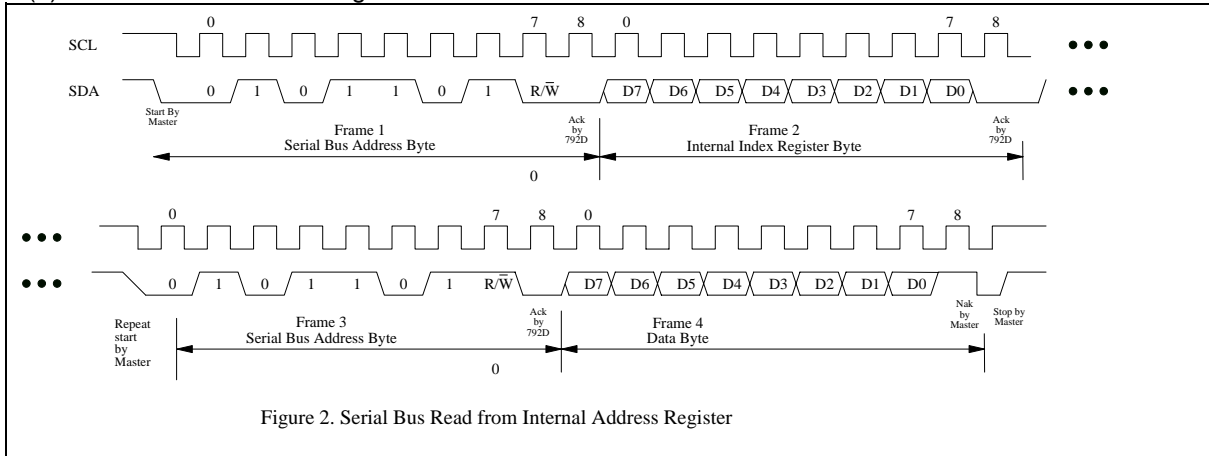 0 7 8 0 7 8
SCL
SDA 0 1 0 1 1 0 1 R/W̅ D7 D6 D5 D4 D3 D2 D1 D0
Start By
Master
Ack
by
792D
Ack
by
792D
Frame 1
Serial Bus Address Byte
Frame 2
Internal Index Register Byte
0
0 7 8 0 7 8
0 1 0 1 1 0 1 R/W̅ D7 D6 D5 D4 D3 D2 D1 D0
Repeat
start
by
Master
Frame 3
Serial Bus Address Byte
Ack
by
792D
Frame 4
Data Byte
Nak
by
Master
Stop by
Master
0
Figure 2. Serial Bus Read from Internal Address Register